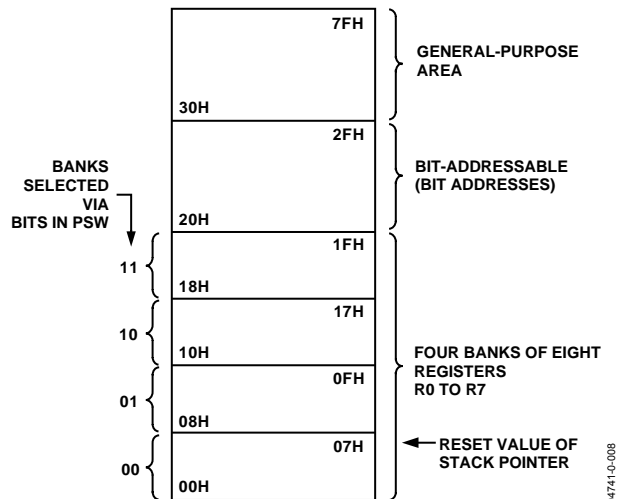 7FH
GENERAL-PURPOSE
AREA
30H
2FH
BANKS
SELECTED
VIA
BITS IN PSW
BIT-ADDRESSABLE
(BIT ADDRESSES)
20H
1FH
11
18H
17H
10
10H
FOUR BANKS OF EIGHT
REGISTERS
R0 TO R7
0FH
01
08H
07H
RESET VALUE OF
STACK POINTER
00
00H
4741-0-008